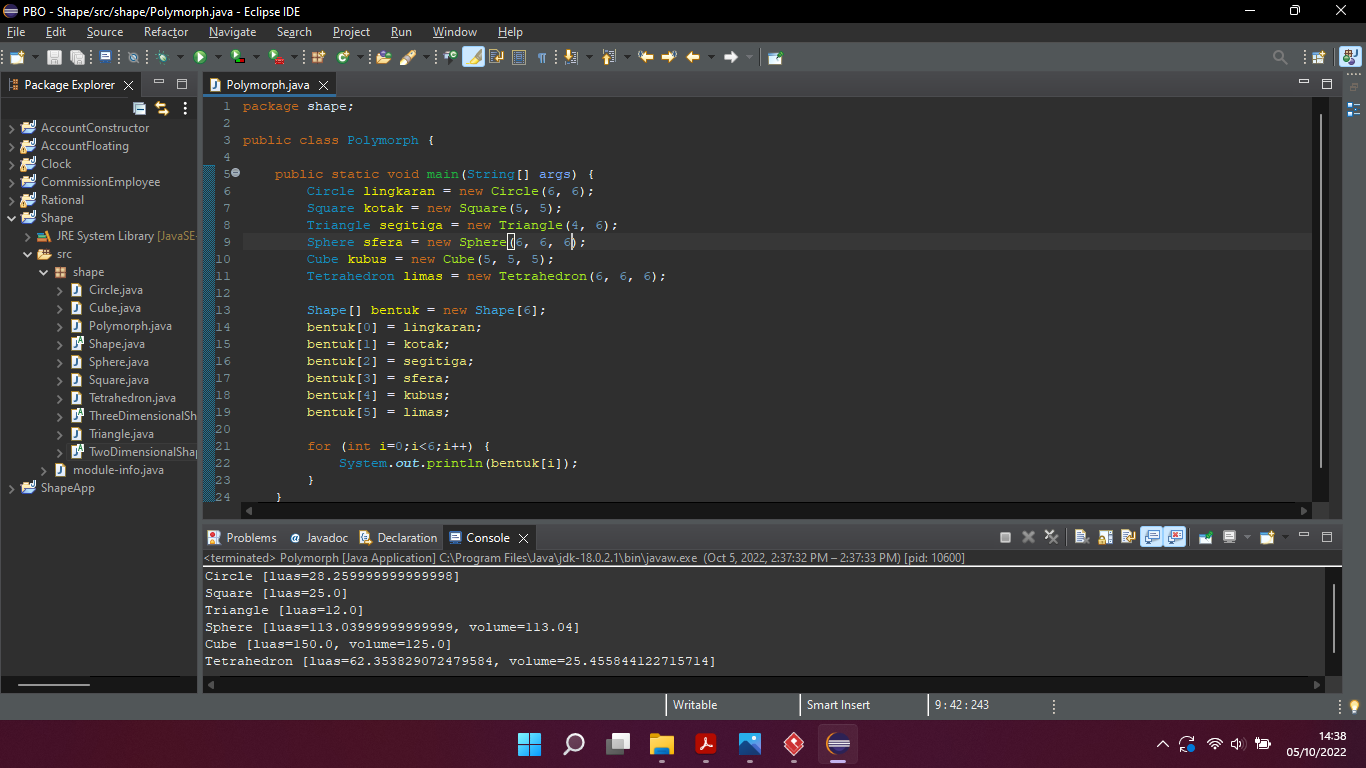 PBO - Shape/src/shape/Polymorph.java - Eclipse IDE
File Edit Source Refactor Navigate Search Project Run Window Help
Package Explorer
AccountConstructor
AccountFloating
Clock
CommissionEmployee
Rational
Shape
JRE System Library [JavaSE-
src
shape
Circle.java
Cube.java
Polymorph.java
Shape.java
Sphere.java
Square.java
Tetrahedron.java
ThreeDimensionalSh
Triangle.java
TwoDimensionalShap
module-info.java
ShapeApp
Polymorph.java
1 package shape;
2
3 public class Polymorph {
4
5 public static void main(String[] args) {
6 Circle lingkaran = new Circle(6, 6);
7 Square kotak = new Square(5, 5);
8 Triangle segitiga = new Triangle(4, 6);
9 Sphere sfera = new Sphere(6, 6, 6);
10 Cube kubus = new Cube(5, 5, 5);
11 Tetrahedron limas = new Tetrahedron(6, 6, 6);
12
13 Shape[] bentuk = new Shape[6];
14 bentuk[0] = lingkaran;
15 bentuk[1] = kotak;
16 bentuk[2] = segitiga;
17 bentuk[3] = sfera;
18 bentuk[4] = kubus;
19 bentuk[5] = limas;
20
21 for (int i=0;i<6;i++) {
22 System.out.println(bentuk[i]);
23 }
24 }
Problems @ Javadoc Declaration Console
<terminated> Polymorph [Java Application] C:\Program Files\Java\jdk-18.0.2.1\bin\javaw.exe (Oct 5, 2022, 2:37:32 PM – 2:37:33 PM) [pid: 10600]
Circle [luas=28.259999999999998]
Square [luas=25.0]
Triangle [luas=12.0]
Sphere [luas=113.03999999999999, volume=113.04]
Cube [luas=150.0, volume=125.0]
Tetrahedron [luas=62.353829072479584, volume=25.455844122715714]
Writable Smart Insert 9 : 42 : 243
14:38
05/10/2022